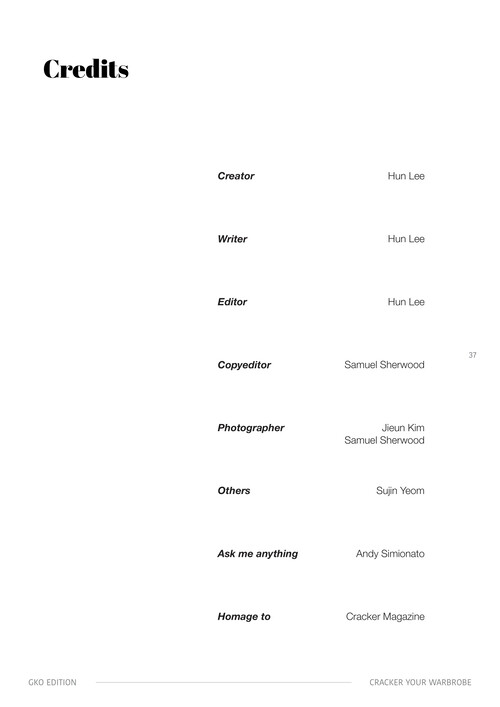 Credits
Creator Hun Lee
Writer Hun Lee
Editor Hun Lee
37
Copyeditor Samuel Sherwood
Photographer Jieun Kim
Samuel Sherwood
Others Sujin Yeom
Ask me anything Andy Simionato
Homage to Cracker Magazine
GKO EDITION CRACKER YOUR WARBROBE